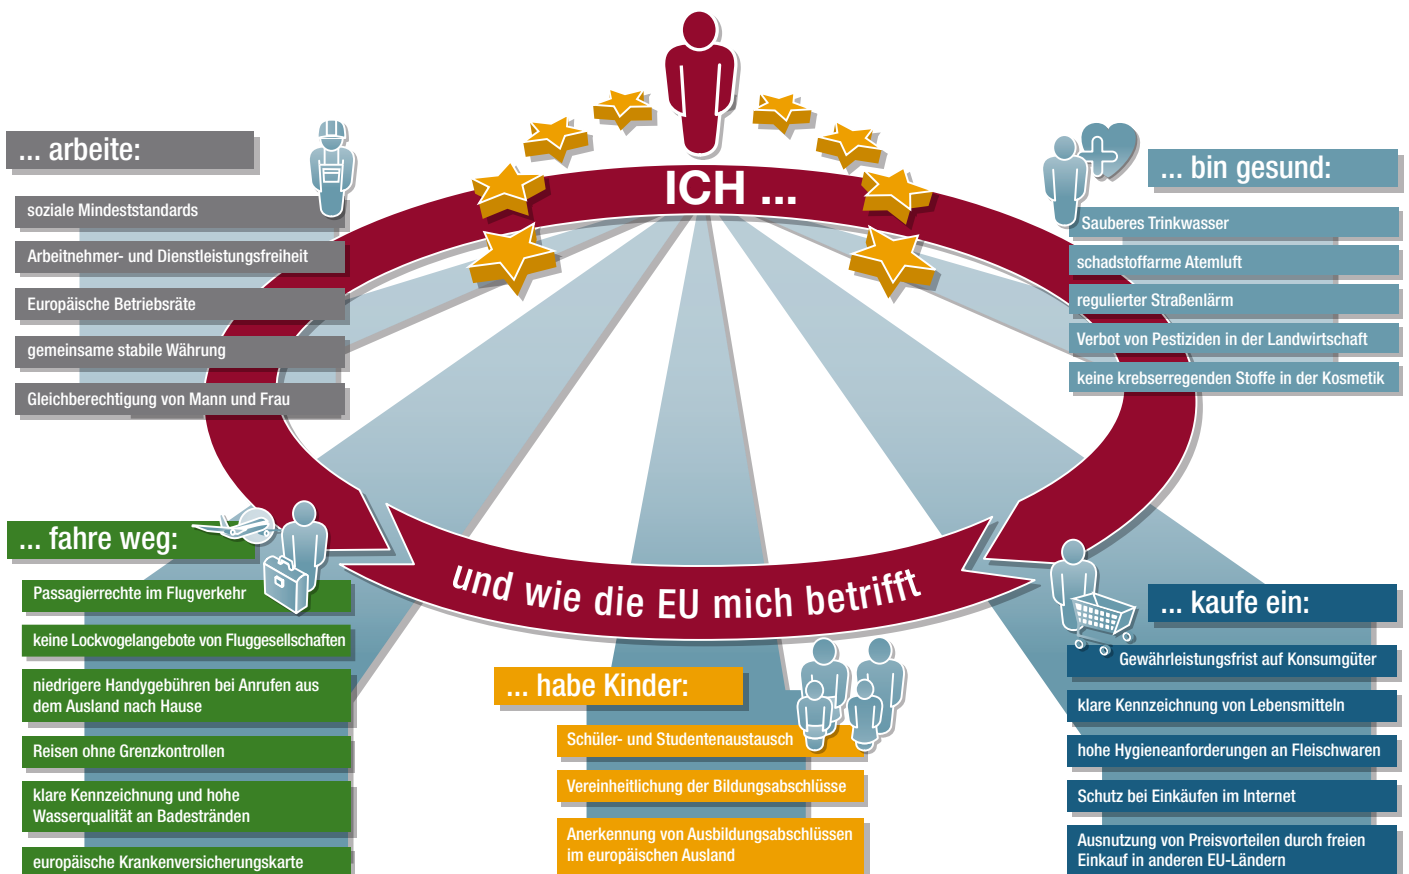 ICH ...
und wie die EU mich betrifft
... arbeite:
soziale Mindeststandards
Arbeitnehmer- und Dienstleistungsfreiheit
Europäische Betriebsräte
gemeinsame stabile Währung
Gleichberechtigung von Mann und Frau
... bin gesund:
Sauberes Trinkwasser
schadstoffarme Atemluft
regulierter Straßenlärm
Verbot von Pestiziden in der Landwirtschaft
keine krebserregenden Stoffe in der Kosmetik
... fahre weg:
Passagierrechte im Flugverkehr
keine Lockvogelangebote von Fluggesellschaften
niedrigere Handygebühren bei Anrufen aus
dem Ausland nach Hause
Reisen ohne Grenzkontrollen
klare Kennzeichnung und hohe
Wasserqualität an Badestränden
europäische Krankenversicherungskarte
... habe Kinder:
Schüler- und Studentenaustausch
Vereinheitlichung der Bildungsabschlüsse
Anerkennung von Ausbildungsabschlüssen
im europäischen Ausland
... kaufe ein:
Gewährleistungsfrist auf Konsumgüter
klare Kennzeichnung von Lebensmitteln
hohe Hygieneanforderungen an Fleischwaren
Schutz bei Einkäufen im Internet
Ausnutzung von Preisvorteilen durch freien
Einkauf in anderen EU-Ländern